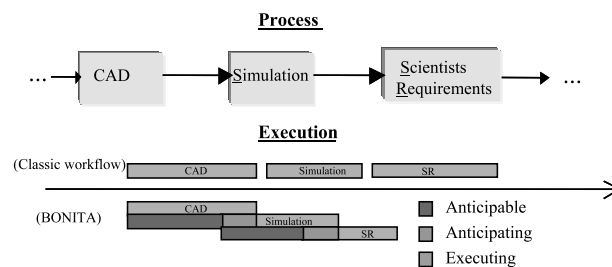 Process
... CAD Simulation Scientists Requirements ...
Execution
(Classic workflow) CAD Simulation SR
(BONITA) CAD
Simulation
SR
Anticipable
Anticipating
Executing